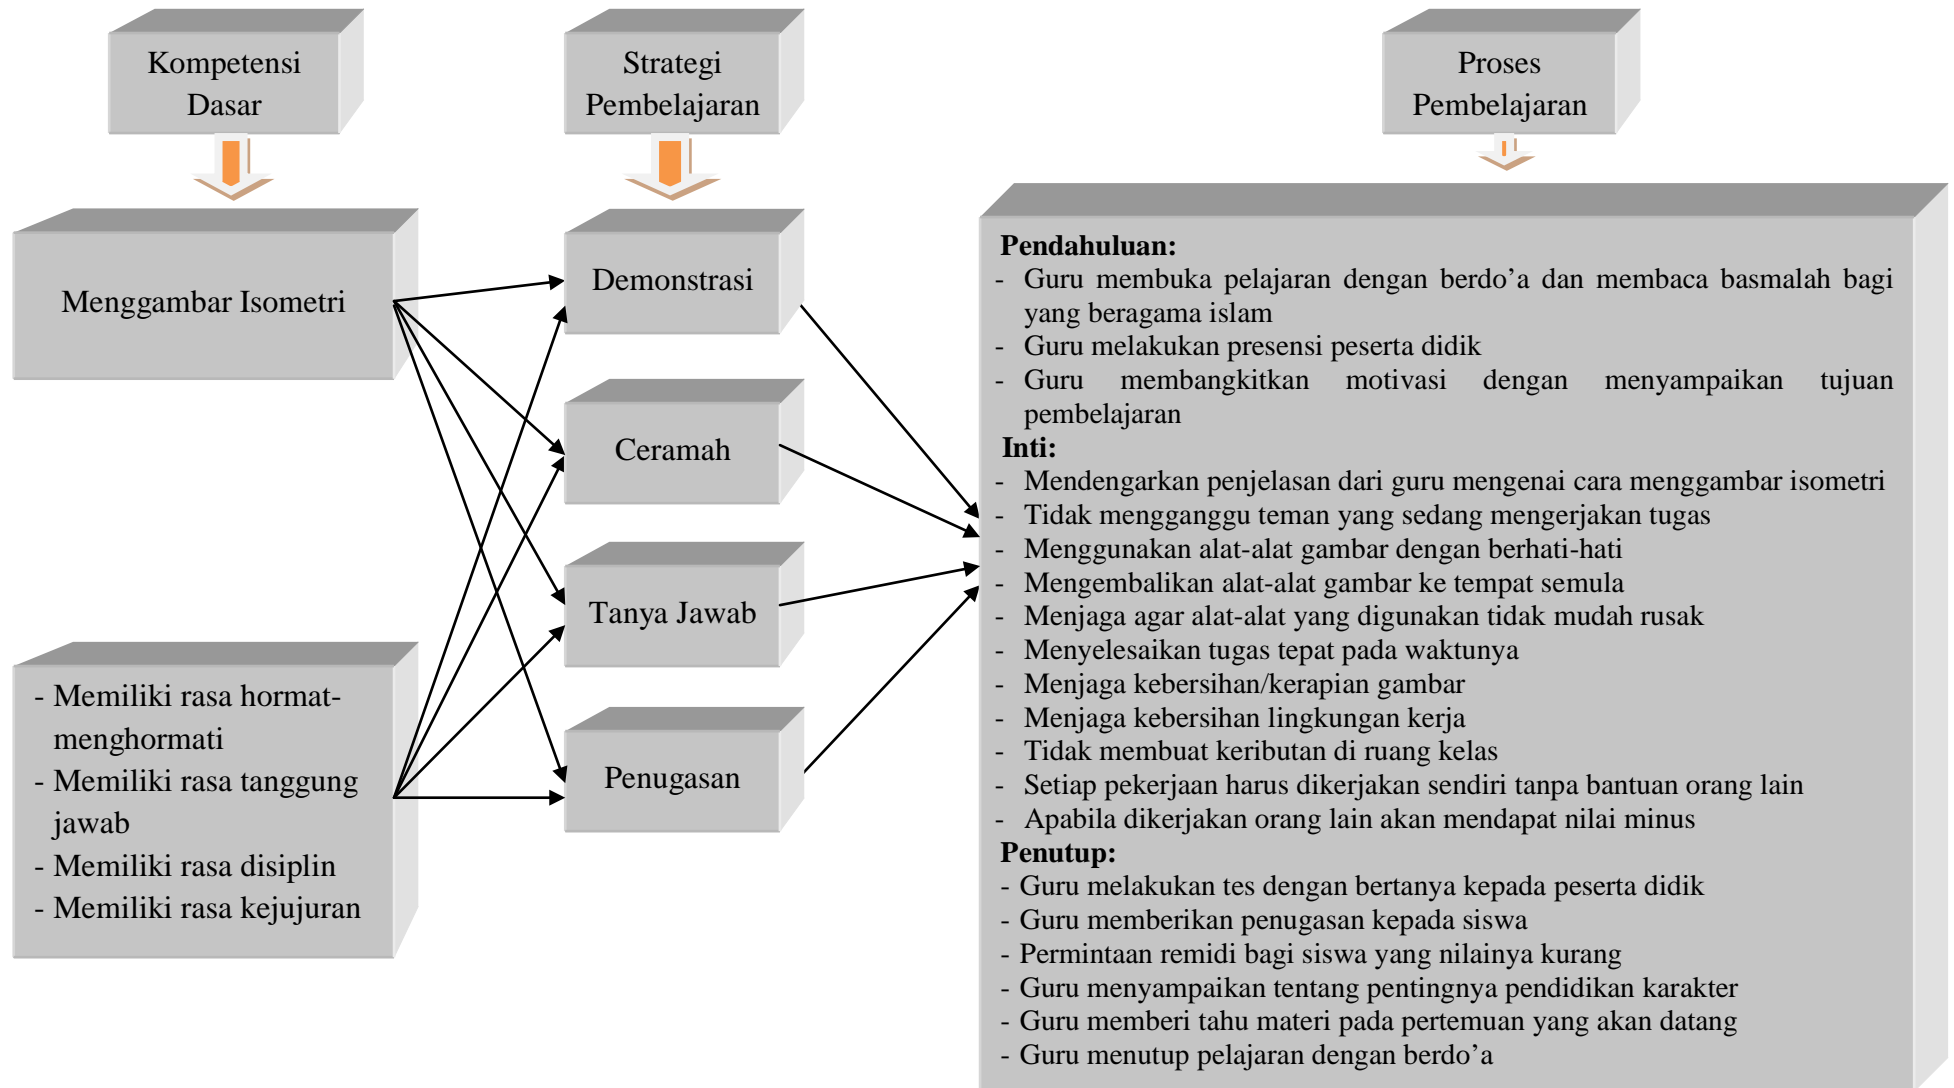 Kompetensi
Dasar
Strategi
Pembelajaran
Proses
Pembelajaran
Menggambar Isometri
- Memiliki rasa hormat-
menghormati
- Memiliki rasa tanggung
jawab
- Memiliki rasa disiplin
- Memiliki rasa kejujuran
Demonstrasi
Ceramah
Tanya Jawab
Penugasan
Pendahuluan:
- Guru membuka pelajaran dengan berdo’a dan membaca basmalah bagi
yang beragama islam
- Guru melakukan presensi peserta didik
- Guru membangkitkan motivasi dengan menyampaikan tujuan
pembelajaran
Inti:
- Mendengarkan penjelasan dari guru mengenai cara menggambar isometri
- Tidak mengganggu teman yang sedang mengerjakan tugas
- Menggunakan alat-alat gambar dengan berhati-hati
- Mengembalikan alat-alat gambar ke tempat semula
- Menjaga agar alat-alat yang digunakan tidak mudah rusak
- Menyelesaikan tugas tepat pada waktunya
- Menjaga kebersihan/kerapian gambar
- Menjaga kebersihan lingkungan kerja
- Tidak membuat keributan di ruang kelas
- Setiap pekerjaan harus dikerjakan sendiri tanpa bantuan orang lain
- Apabila dikerjakan orang lain akan mendapat nilai minus
Penutup:
- Guru melakukan tes dengan bertanya kepada peserta didik
- Guru memberikan penugasan kepada siswa
- Permintaan remidi bagi siswa yang nilainya kurang
- Guru menyampaikan tentang pentingnya pendidikan karakter
- Guru memberi tahu materi pada pertemuan yang akan datang
- Guru menutup pelajaran dengan berdo’a